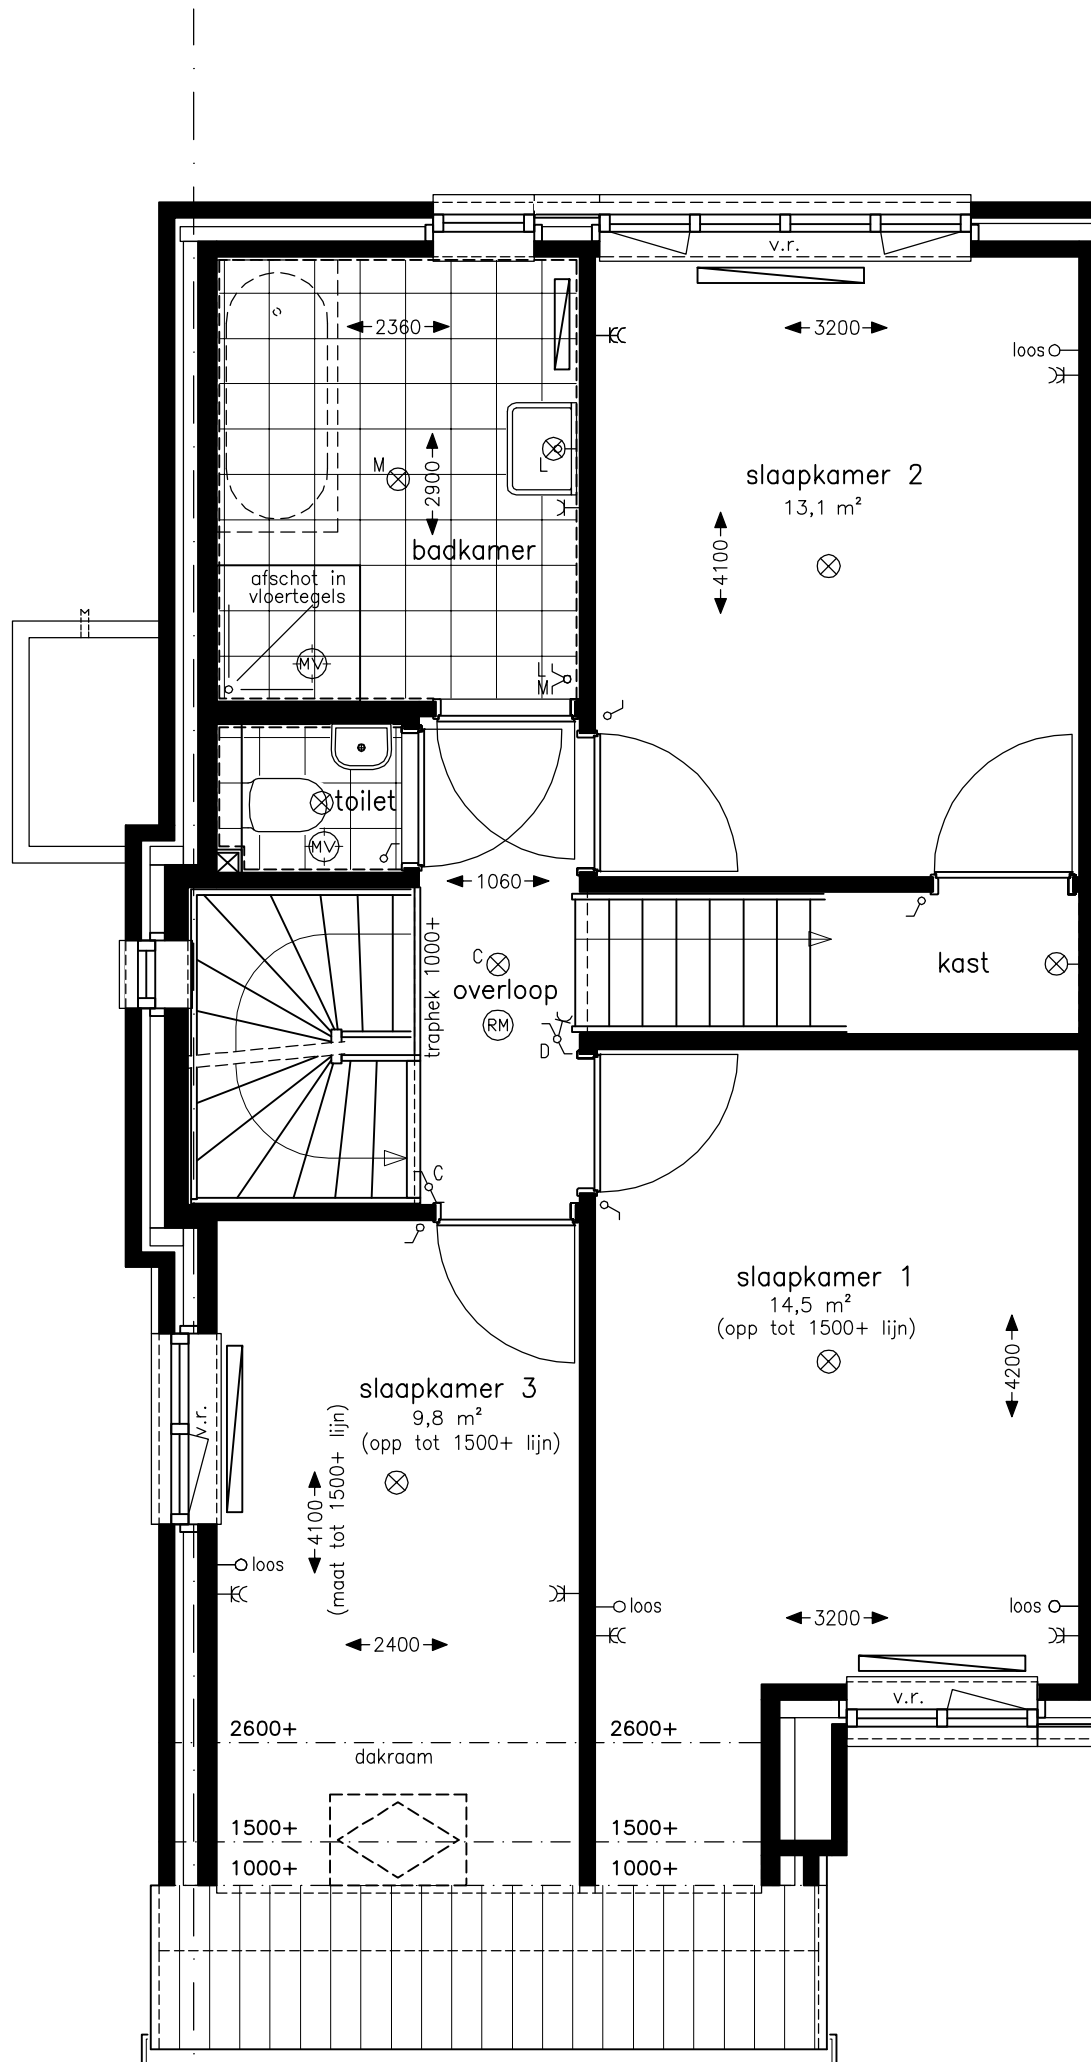 v.r.
2360
3200
loos
M
2900
L
slaapkamer 2
13,1 m²
4100
badkamer
afschot in
vloertegels
M
MV
L
M
toilet
MV
1060
traphek 1000+
C
overloop
RM
D
kast
C
slaapkamer 1
14,5 m²
(opp tot 1500+ lijn)
4200
slaapkamer 3
9,8 m²
(opp tot 1500+ lijn)
v.r.
4100
(maat tot 1500+ lijn)
loos
loos
loos
2400
3200
v.r.
2600+
2600+
dakraam
1500+
1500+
1000+
1000+